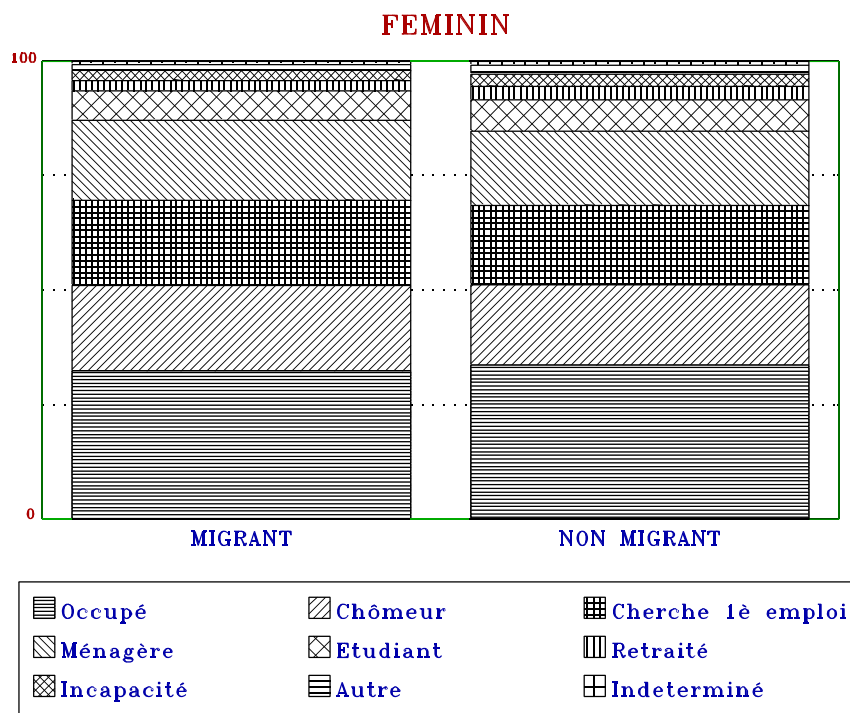 FEMININ
100
0
MIGRANT NON MIGRANT
Occupé Chômeur Cherche 1è emploi
Ménagère Etudiant Retraité
Incapacité Autre Indeterminé